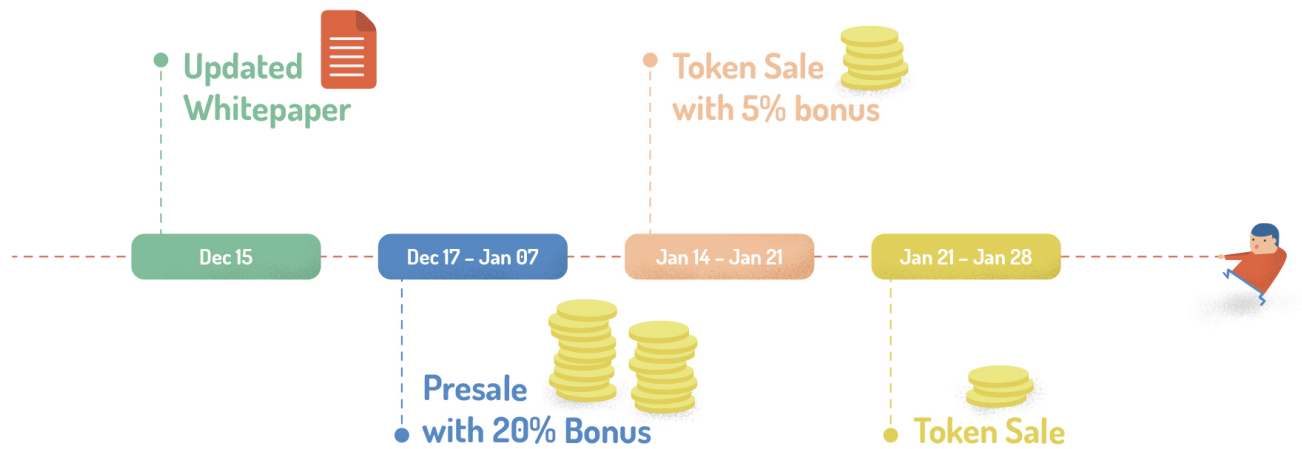 Updated
Whitepaper
Token Sale
with 5% bonus
Dec 15
Dec 17 – Jan 07
Jan 14 – Jan 21
Jan 21 – Jan 28
Presale
with 20% Bonus
Token Sale